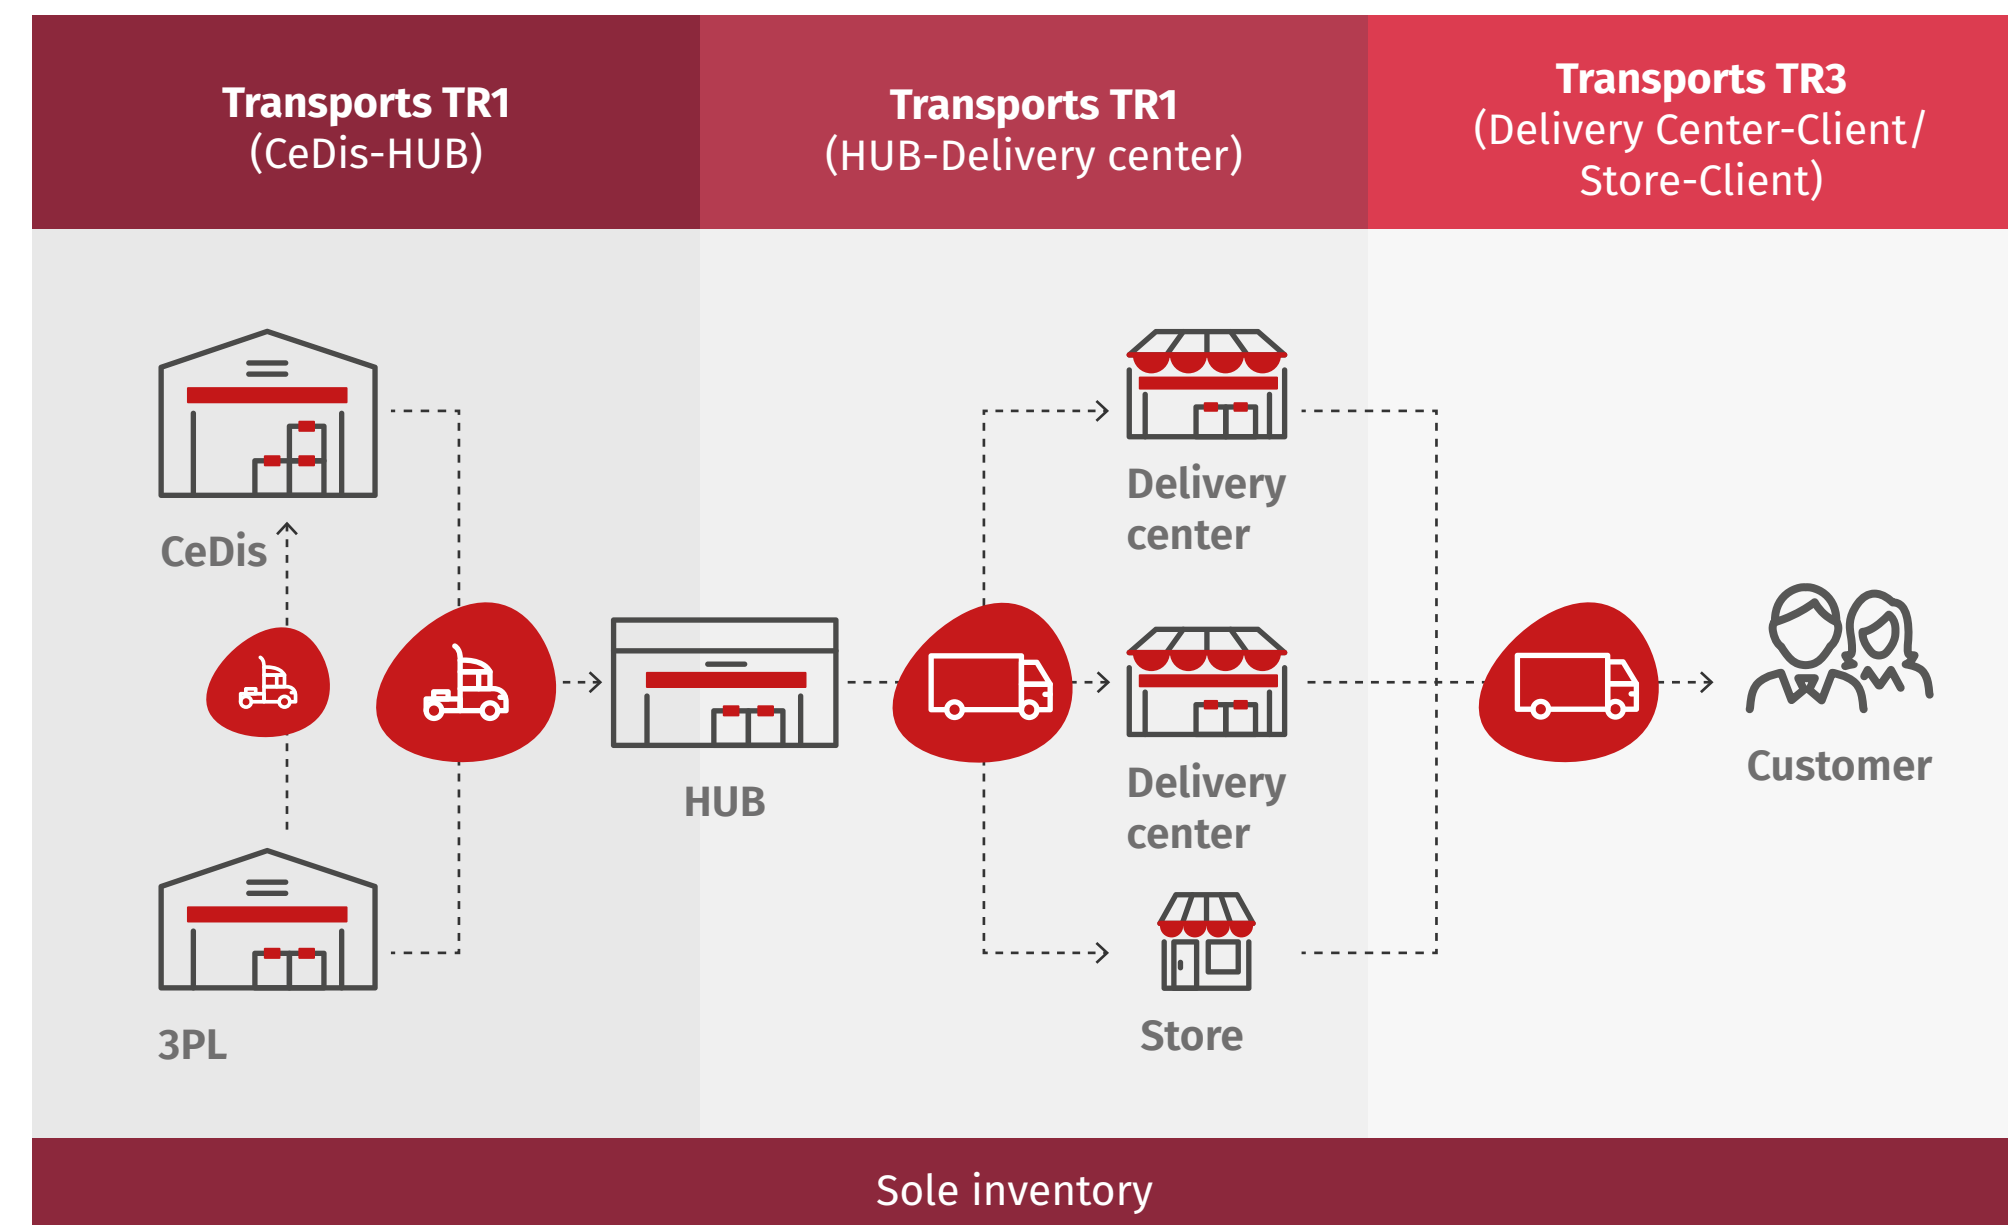 Transports TR1
(CeDis-HUB)
Transports TR1
(HUB-Delivery center)
Transports TR3
(Delivery Center-Client/
Store-Client)
CeDis
3PL
HUB
Delivery
center
Delivery
center
Store
Customer
Sole inventory